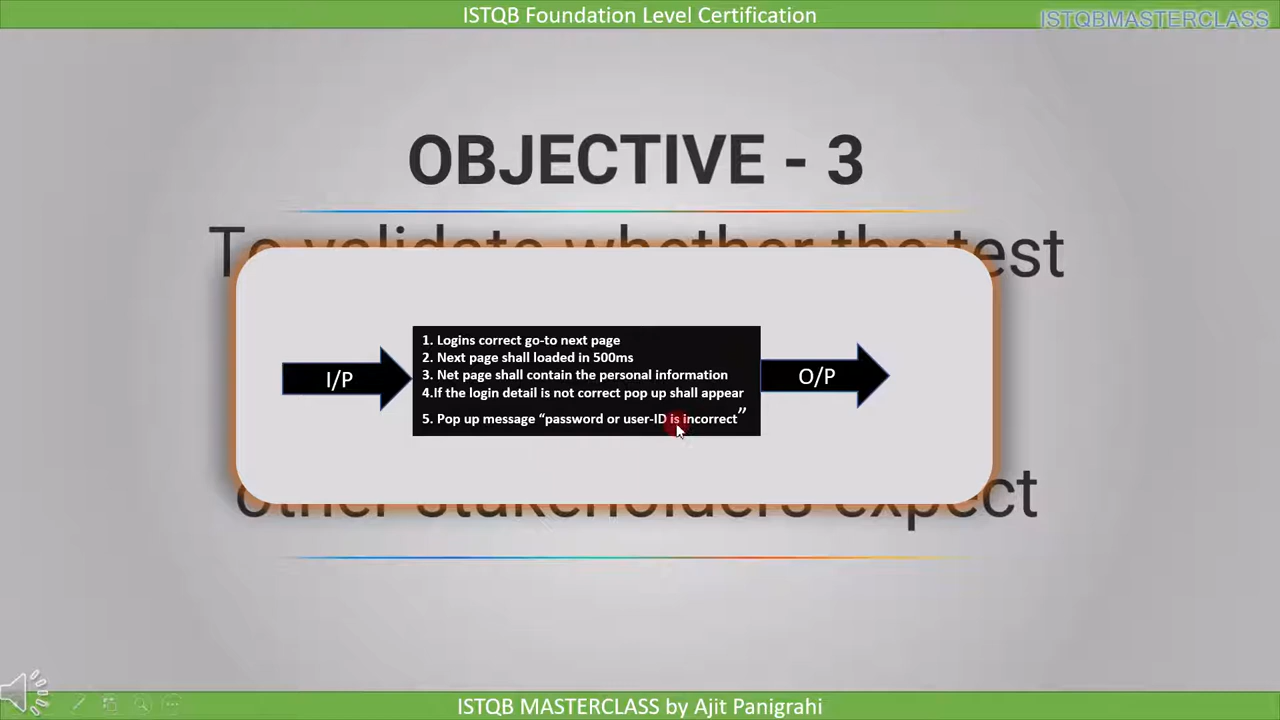 ISTQB Foundation Level Certification
ISTQBMASTERCLASS
OBJECTIVE - 3
To validate whether the test
I/P
1. Logins correct go-to next page
2. Next page shall loaded in 500ms
3. Net page shall contain the personal information
4.If the login detail is not correct pop up shall appear
5. Pop up message “password or user-ID is incorrect”
O/P
other stakeholders expect
ISTQB MASTERCLASS by Ajit Panigrahi